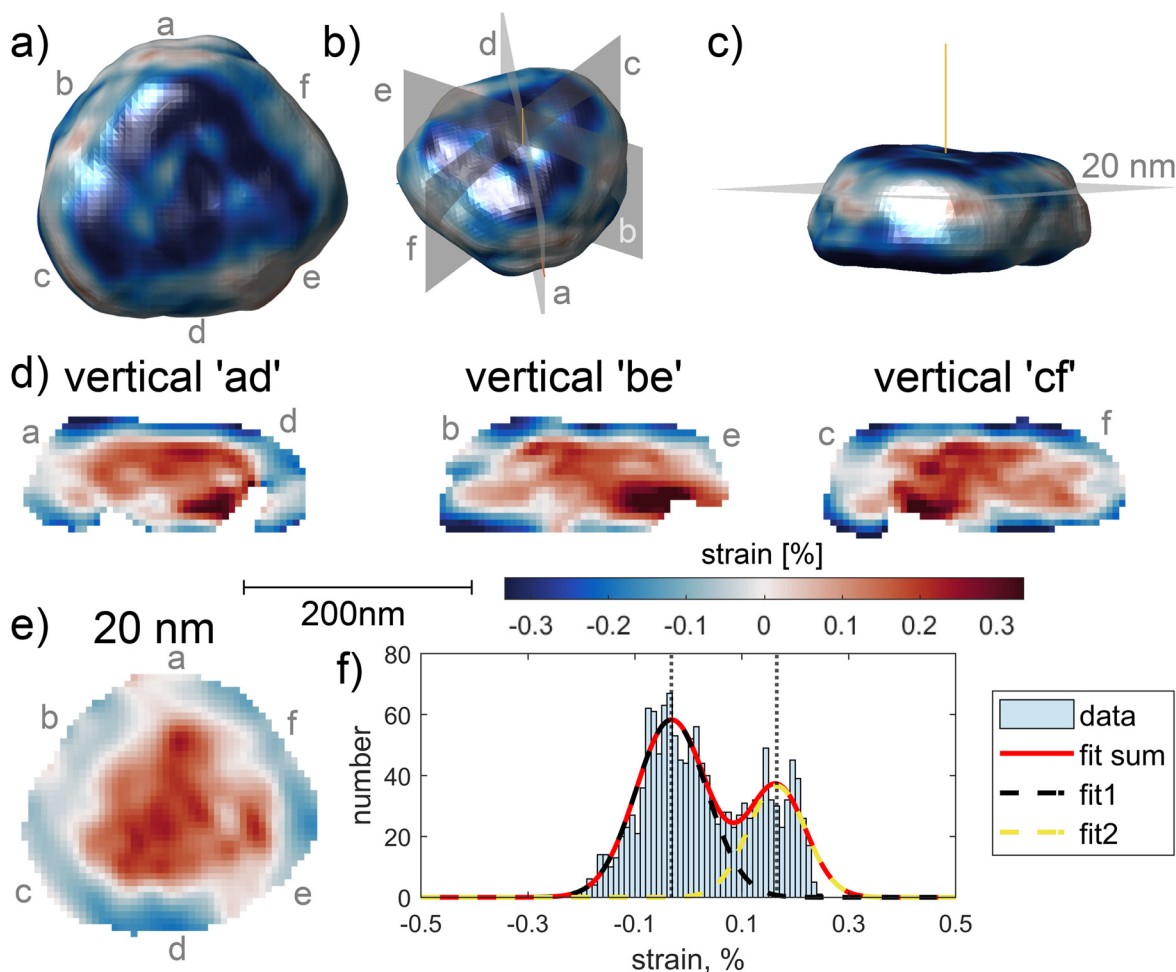 a)
a
b
f
c
e
d
b)
d
c
e
f
b
a
c)
20 nm
d)
vertical 'ad'
vertical 'be'
vertical 'cf'
a
d
b
e
c
f
strain [%]
-0.3 -0.2 -0.1 0 0.1 0.2 0.3
200nm
e)
20 nm
a
b
f
c
e
d
f)
80
60
40
20
0
number
-0.5 -0.3 -0.1 0.1 0.3 0.5
strain, %
data
fit sum
fit1
fit2